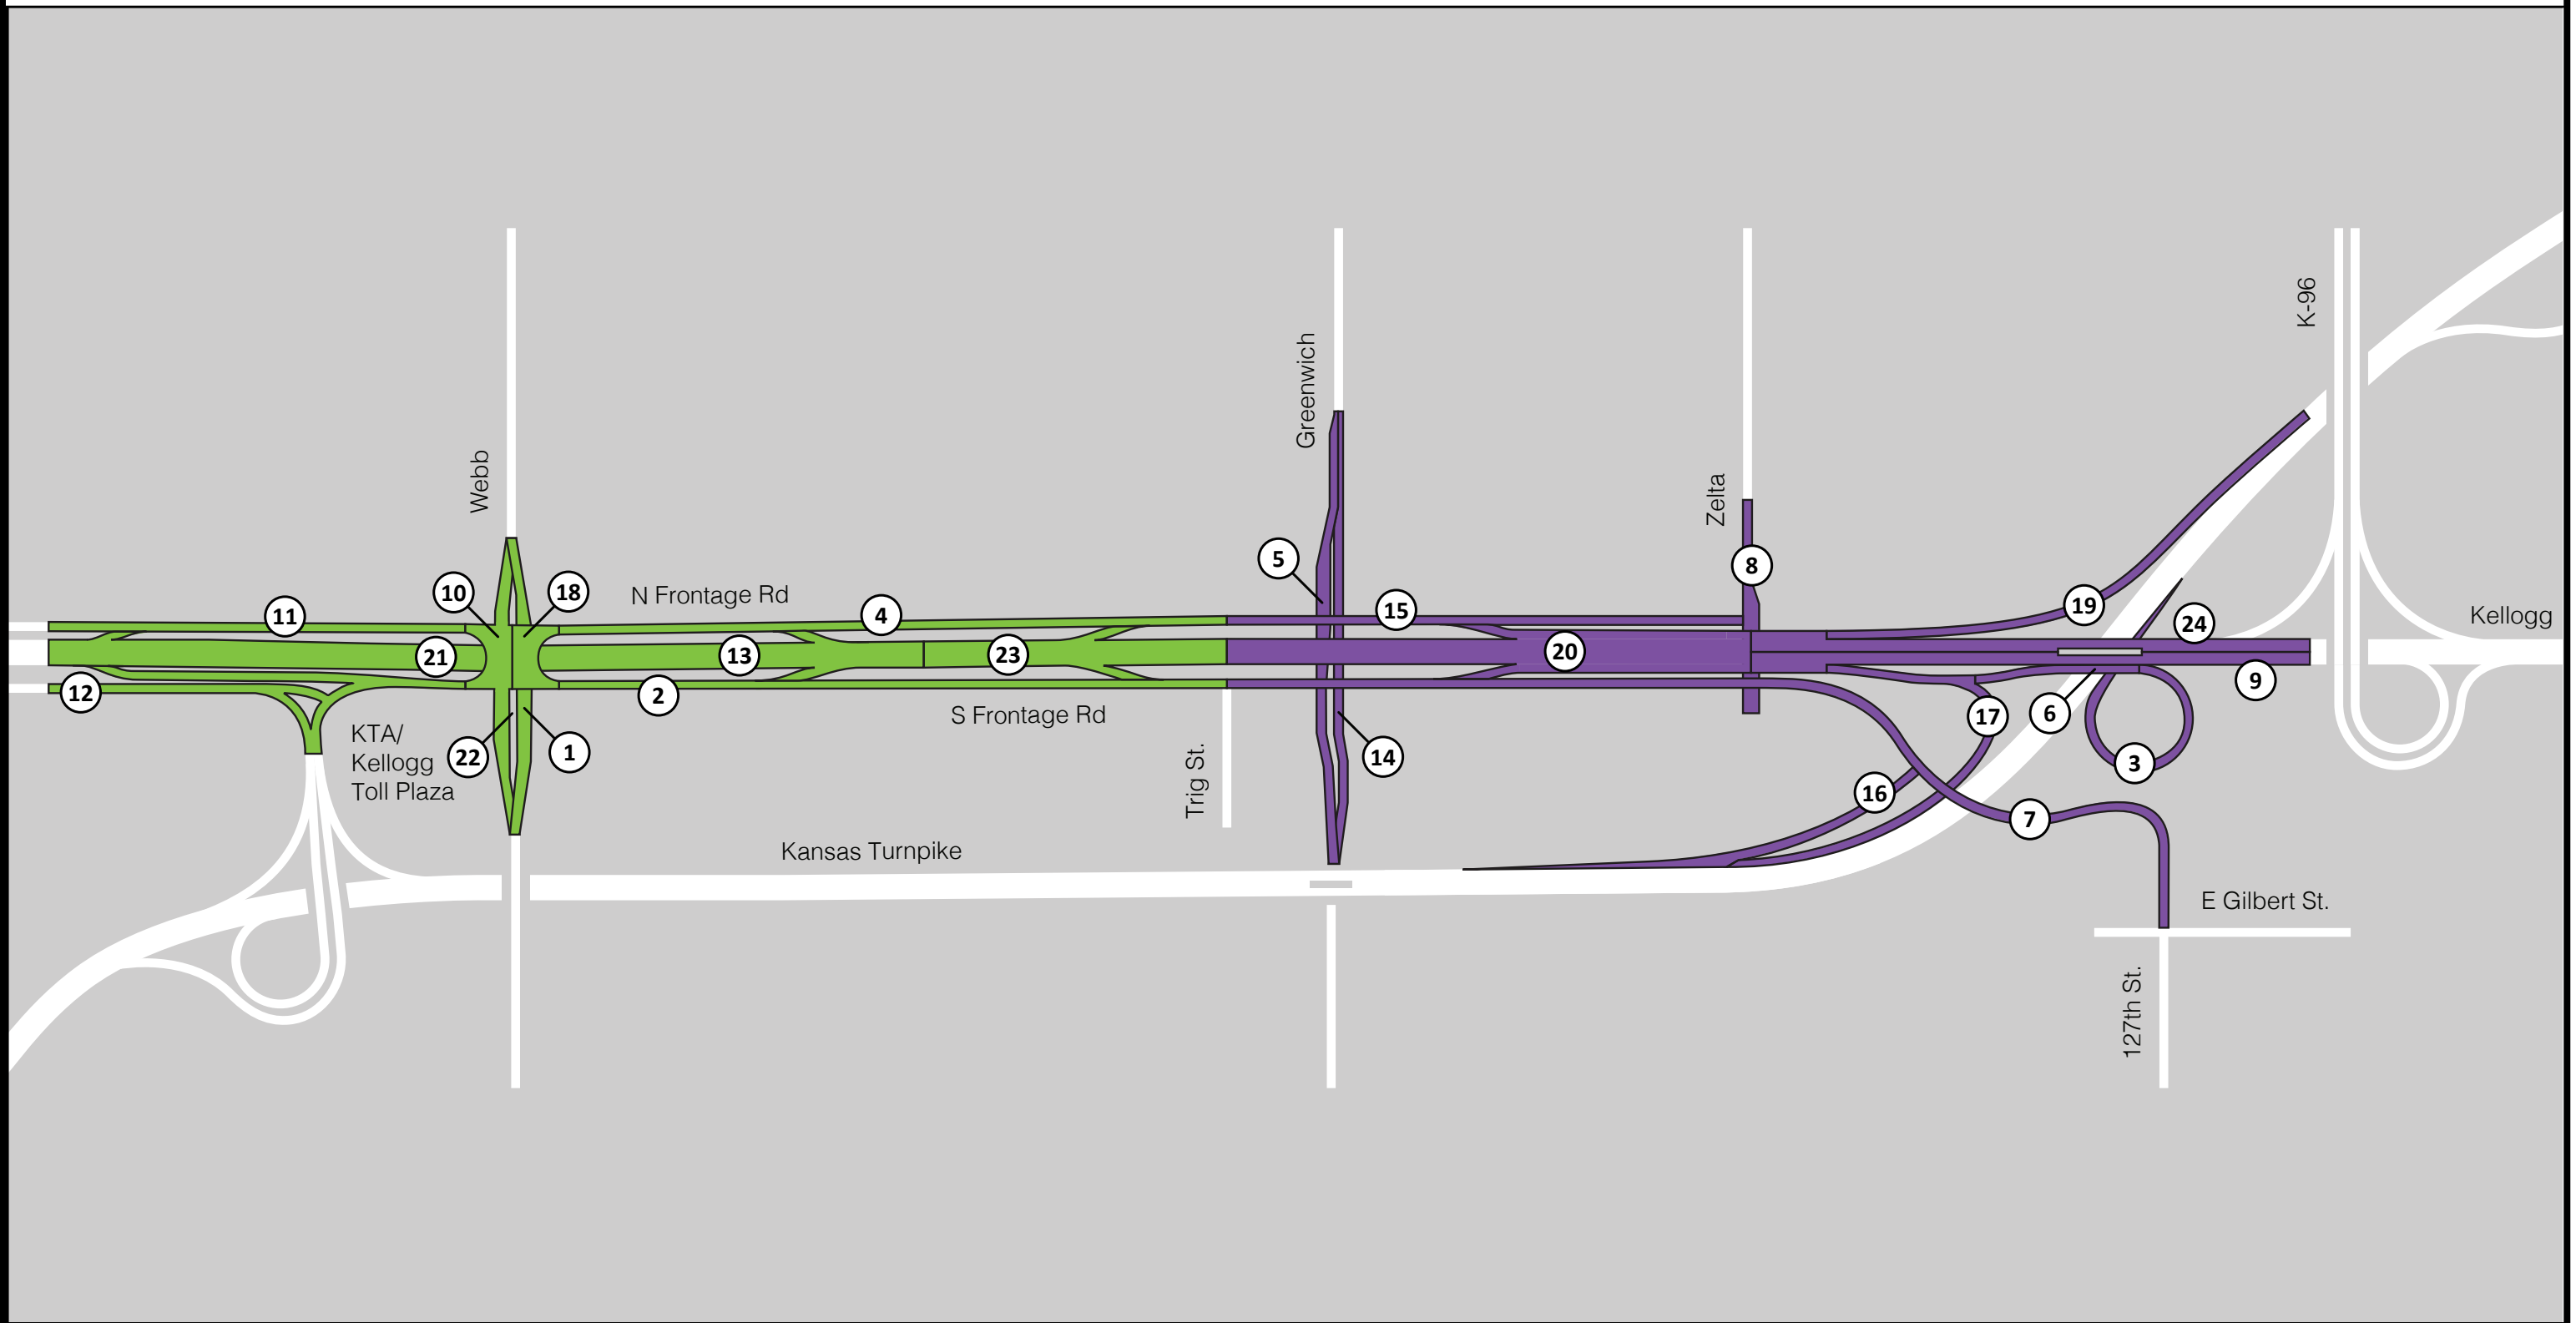 K-96
Greenwich
Webb
Zelta
5
8
10
18
N Frontage Rd
11
4
15
19
24
Kellogg
21
13
23
20
12
2
S Frontage Rd
17
6
9
KTA/
Kellogg
Toll Plaza
22
1
Trig St.
14
3
16
7
Kansas Turnpike
E Gilbert St.
127th St.